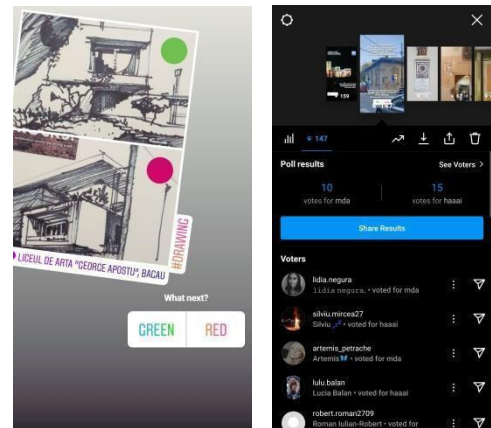 LICEUL DE ARTA "GEORGE APOSTU", BACAU
#DRAWING
What next?
GREEN RED
159
147
147
Poll results See Voters >
10 15
votes for mda votes for haaai
Share Results
Voters
lidia.negura
lidia negura. • voted for mda
silviu.mircea27
Silviu 💤 • voted for haaai
artemis_petrache
Artemis🦋 • voted for mda
lulu.balan
Lucia Balan • voted for haaai
robert.roman2709
Roman Iulian-Robert • voted for